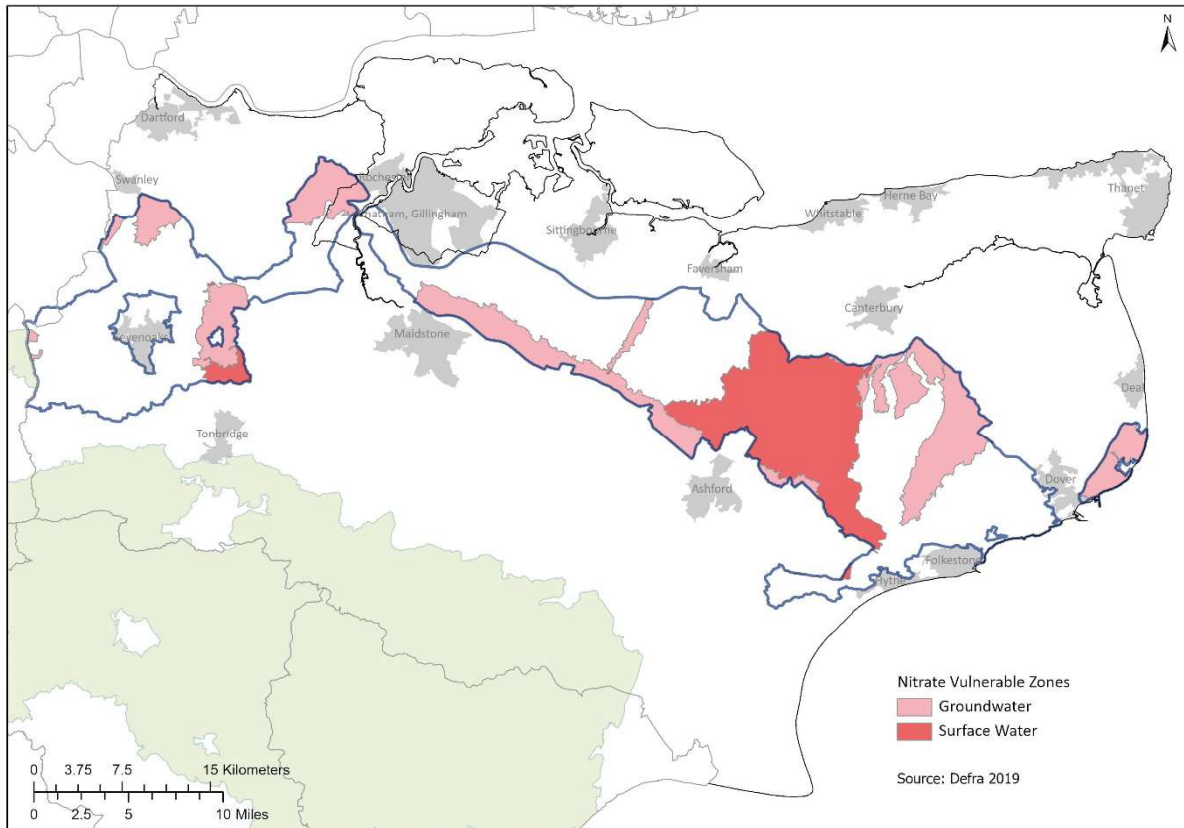 N
Dartford
Swanley
Rochester
Chatham, Gillingham
Sittingbourne
Whitstable
Herne Bay
Thanet
Faversham
Canterbury
Sevenoaks
Maidstone
Deal
Tonbridge
Ashford
Dover
Folkestone
Hythe
Nitrate Vulnerable Zones
Groundwater
Surface Water
Source: Defra 2019
0 3.75 7.5 15 Kilometers
0 2.5 5 10 Miles